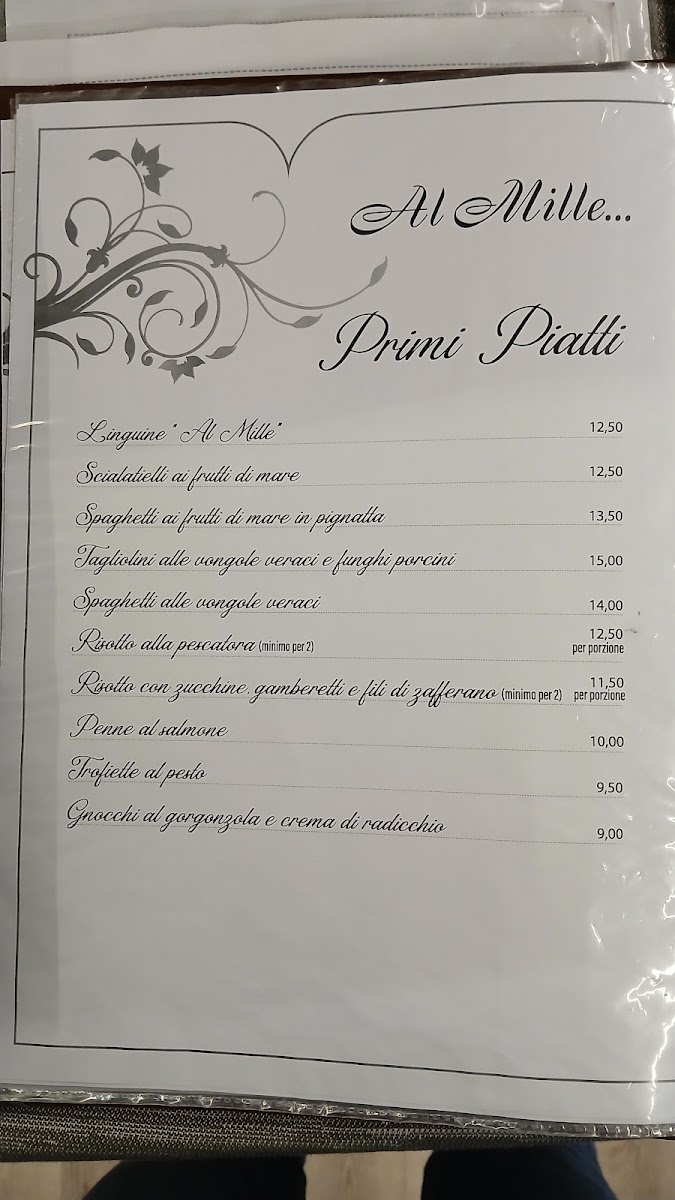 Al Mille...
Primi Piatti
Linguine "Al Mille" 12,50
Scialatielli ai frutti di mare 12,50
Spaghetti ai frutti di mare in pignatta 13,50
Tagliolini alle vongole veraci e funghi porcini 15,00
Spaghetti alle vongole veraci 14,00
Risotto alla pescatora (minimo per 2) 12,50
per porzione
Risotto con zucchine, gamberetti e fili di zafferano (minimo per 2) 11,50
per porzione
Penne al salmone 10,00
Trofiette al pesto 9,50
Gnocchi al gorgonzola e crema di radicchio 9,00